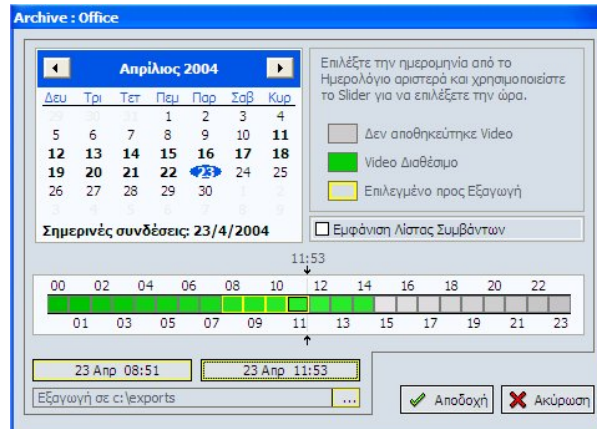 Archive : Office
Απρίλιος 2004
Δευ Τρι Τετ Πεμ Παρ Σαβ Κυρ
29 30 31 1 2 3 4
5 6 7 8 9 10 11
12 13 14 15 16 17 18
19 20 21 22 23 24 25
26 27 28 29 30 1 2
3 4 5 6 7 8 9
Σημερινές συνδέσεις: 23/4/2004
Επιλέξτε την ημερομηνία από το
Ημερολόγιο αριστερά και χρησιμοποιείστε
το Slider για να επιλέξετε την ώρα.
Δεν αποθηκεύτηκε Video
Video Διαθέσιμο
Επιλεγμένο προς Εξαγωγή
Εμφάνιση Λίστας Συμβάντων
11:53
00 02 04 06 08 10 12 14 16 18 20 22
01 03 05 07 09 11 13 15 17 19 21 23
23 Απρ 08:51
23 Απρ 11:53
Εξαγωγή σε c:\exports
...
Αποδοχή
Ακύρωση